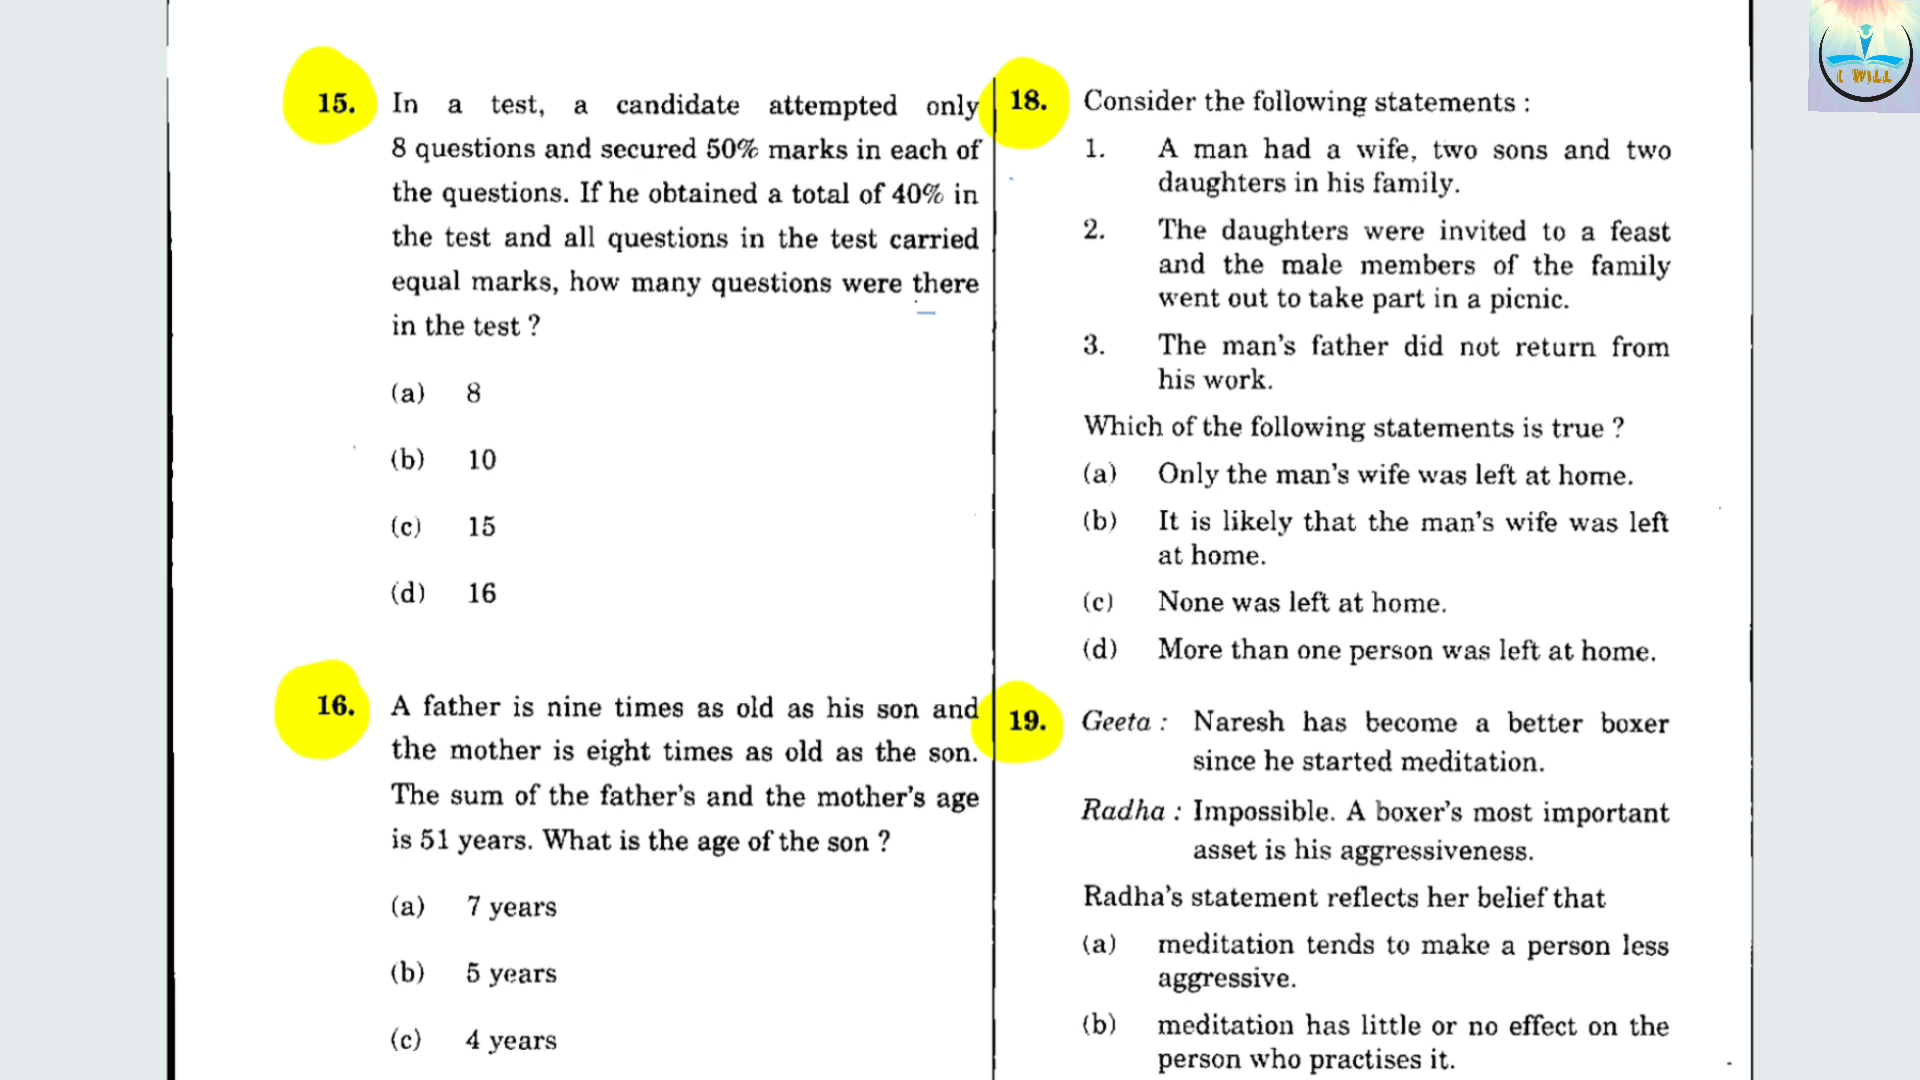 15. In a test, a candidate attempted only
8 questions and secured 50% marks in each of
the questions. If he obtained a total of 40% in
the test and all questions in the test carried
equal marks, how many questions were there
in the test ?
(a) 8
(b) 10
(c) 15
(d) 16
16. A father is nine times as old as his son and
the mother is eight times as old as the son.
The sum of the father's and the mother's age
is 51 years. What is the age of the son ?
(a) 7 years
(b) 5 years
(c) 4 years
18. Consider the following statements :
1. A man had a wife, two sons and two
daughters in his family.
2. The daughters were invited to a feast
and the male members of the family
went out to take part in a picnic.
3. The man's father did not return from
his work.
Which of the following statements is true ?
(a) Only the man's wife was left at home.
(b) It is likely that the man's wife was left
at home.
(c) None was left at home.
(d) More than one person was left at home.
19. Geeta : Naresh has become a better boxer
since he started meditation.
Radha : Impossible. A boxer's most important
asset is his aggressiveness.
Radha's statement reflects her belief that
(a) meditation tends to make a person less
aggressive.
(b) meditation has little or no effect on the
person who practises it.
I WILL